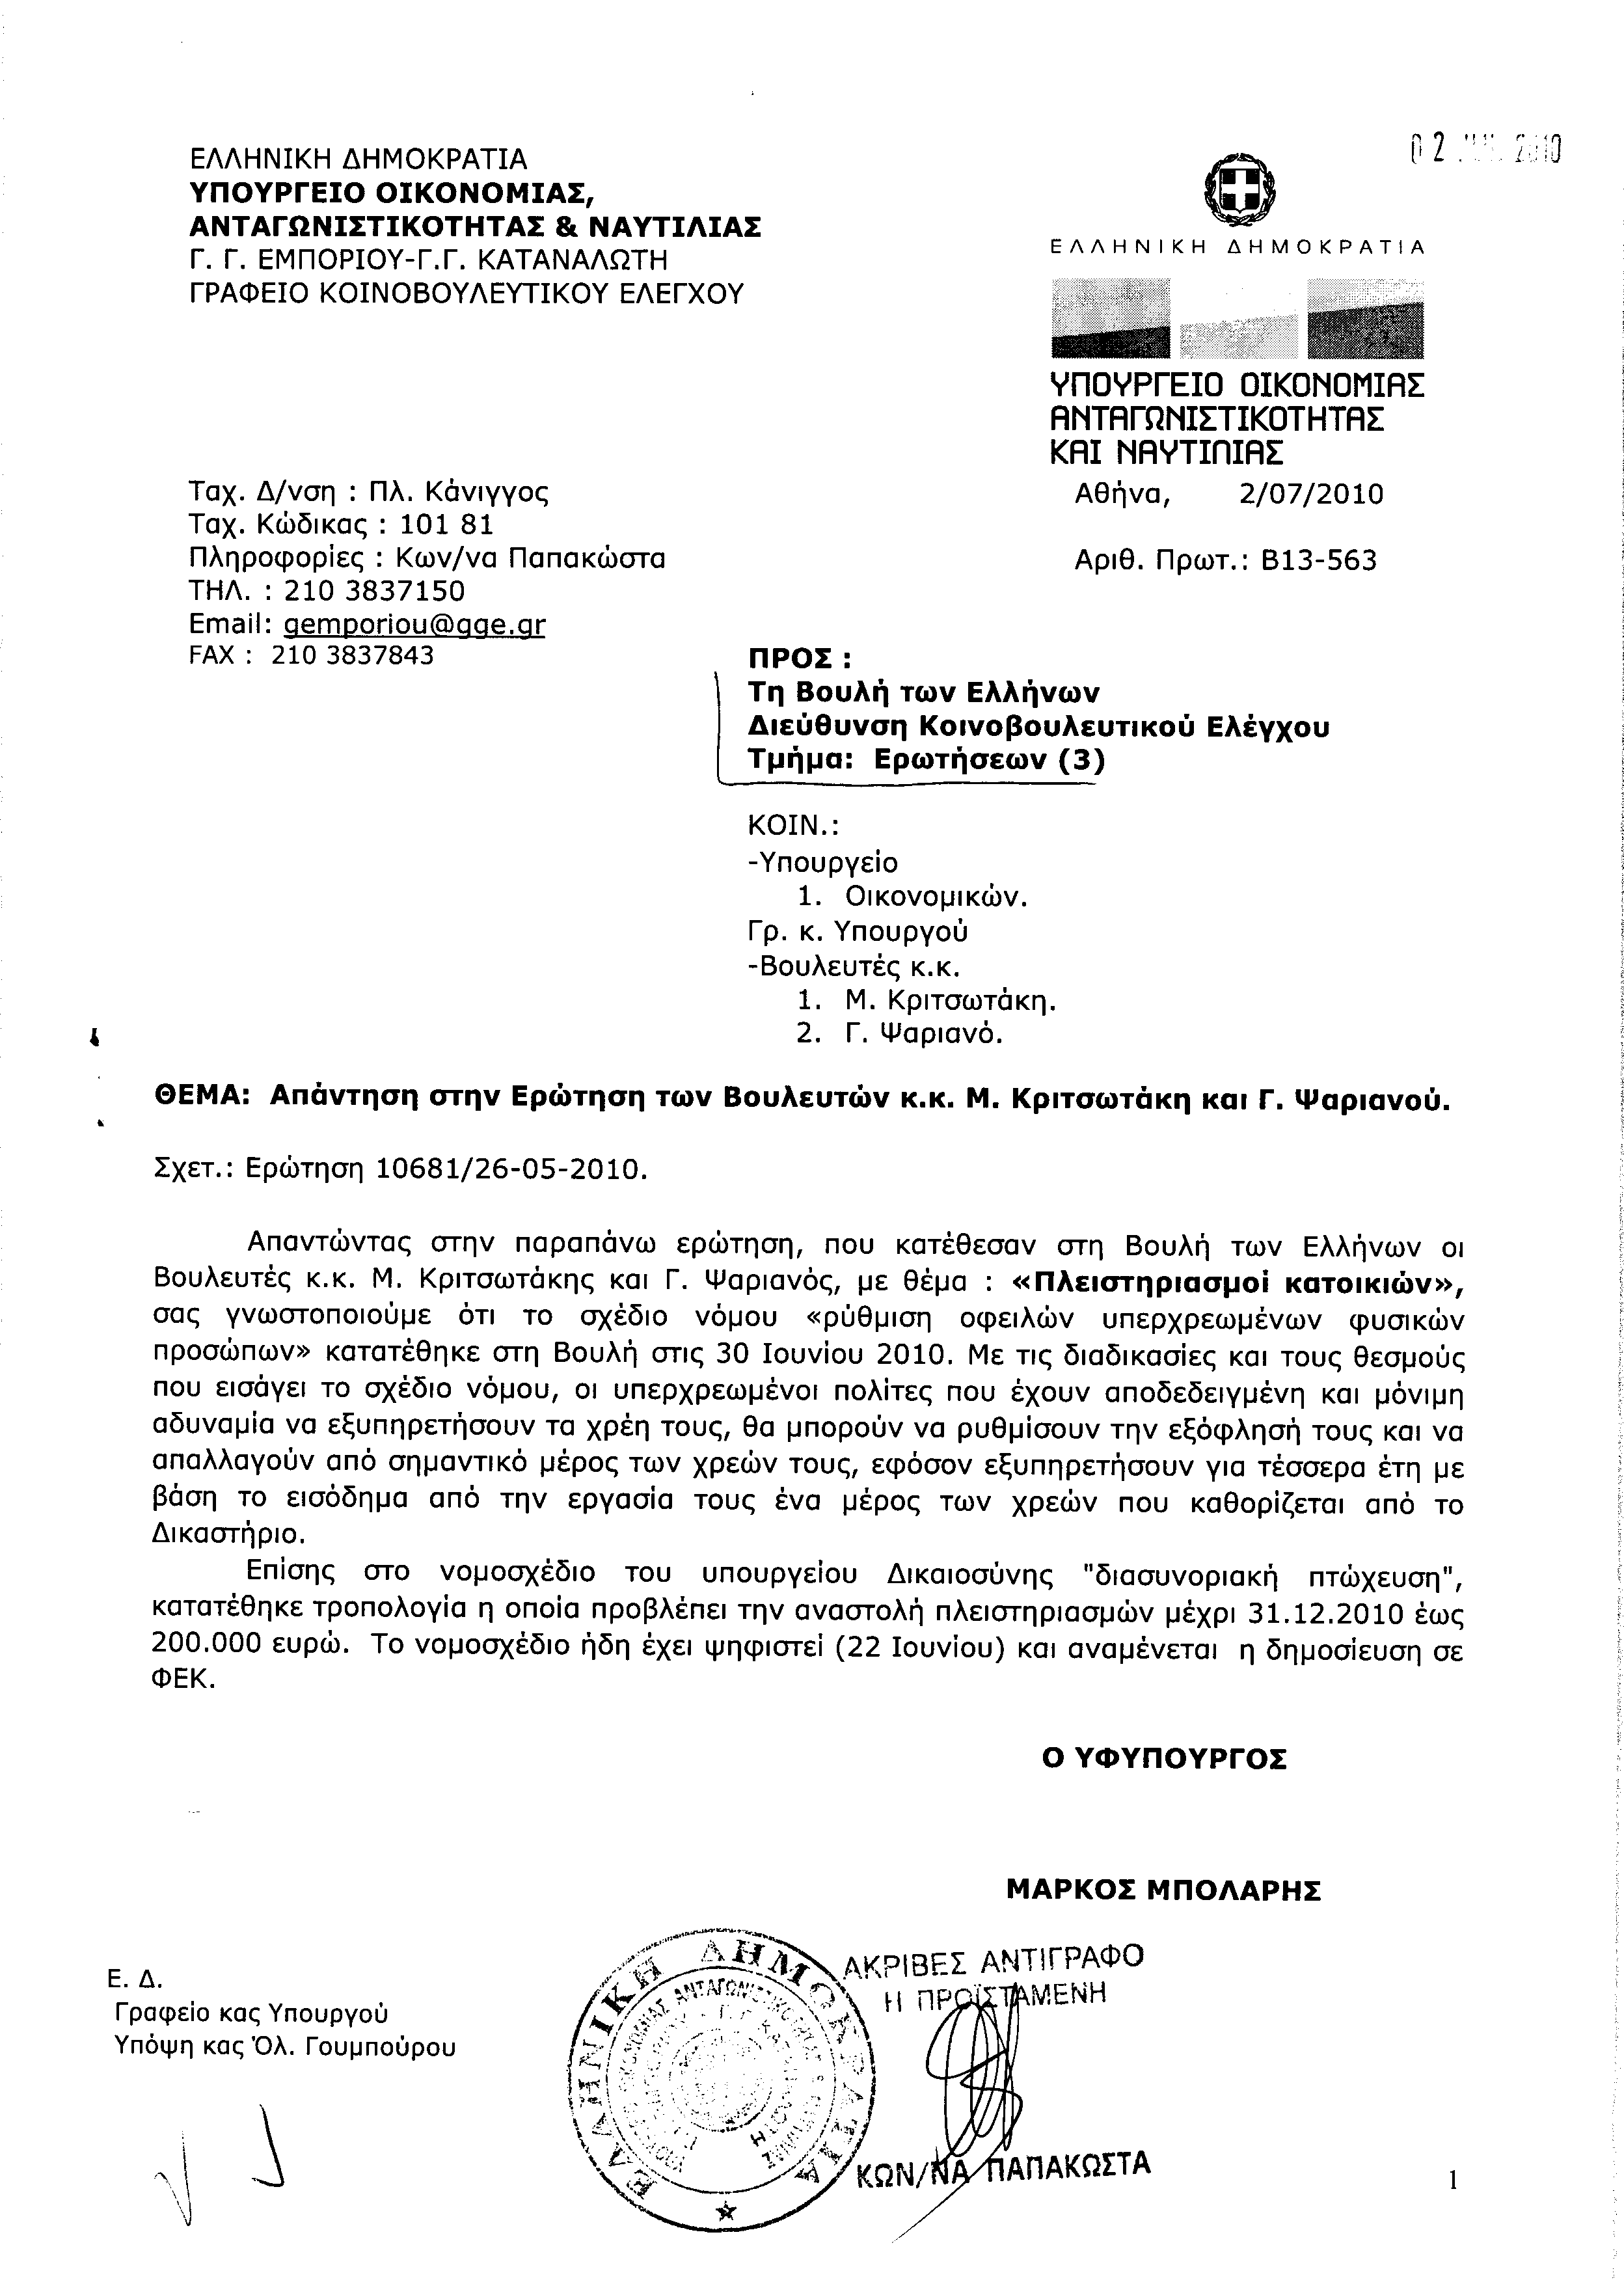 02 2010
ΕΛΛΗΝΙΚΗ ΔΗΜΟΚΡΑΤΙΑ
ΥΠΟΥΡΓΕΙΟ ΟΙΚΟΝΟΜΙΑΣ,
ΑΝΤΑΓΩΝΙΣΤΙΚΟΤΗΤΑΣ & ΝΑΥΤΙΛΙΑΣ
Γ. Γ. ΕΜΠΟΡΙΟΥ-Γ.Γ. ΚΑΤΑΝΑΛΩΤΗ
ΓΡΑΦΕΙΟ ΚΟΙΝΟΒΟΥΛΕΥΤΙΚΟΥ ΕΛΕΓΧΟΥ
ΕΛΛΗΝΙΚΗ ΔΗΜΟΚΡΑΤΙΑ
ΥΠΟΥΡΓΕΙΟ ΟΙΚΟΝΟΜΙΑΣ
ΑΝΤΑΓΩΝΙΣΤΙΚΟΤΗΤΑΣ
ΚΑΙ ΝΑΥΤΙΛΙΑΣ
Ταχ. Δ/νση : Πλ. Κάνιγγος
Ταχ. Κώδικας : 101 81
Πληροφορίες : Κων/να Παπακώστα
ΤΗΛ. : 210 3837150
Email: gemporiou@gge.gr
FAX : 210 3837843
Αθήνα, 2/07/2010
Αριθ. Πρωτ.: Β13-563
ΠΡΟΣ :
Τη Βουλή των Ελλήνων
Διεύθυνση Κοινοβουλευτικού Ελέγχου
Τμήμα: Ερωτήσεων (3)
ΚΟΙΝ.:
-Υπουργείο
1. Οικονομικών.
Γρ. κ. Υπουργού
-Βουλευτές κ.κ.
1. Μ. Κριτσωτάκη.
2. Γ. Ψαριανό.
ΘΕΜΑ: Απάντηση στην Ερώτηση των Βουλευτών κ.κ. Μ. Κριτσωτάκη και Γ. Ψαριανού.
Σχετ.: Ερώτηση 10681/26-05-2010.
Απαντώντας στην παραπάνω ερώτηση, που κατέθεσαν στη Βουλή των Ελλήνων οι
Βουλευτές κ.κ. Μ. Κριτσωτάκης και Γ. Ψαριανός, με θέμα : «Πλειστηριασμοί κατοικιών»,
σας γνωστοποιούμε ότι το σχέδιο νόμου «ρύθμιση οφειλών υπερχρεωμένων φυσικών
προσώπων» κατατέθηκε στη Βουλή στις 30 Ιουνίου 2010. Με τις διαδικασίες και τους θεσμούς
που εισάγει το σχέδιο νόμου, οι υπερχρεωμένοι πολίτες που έχουν αποδεδειγμένη και μόνιμη
αδυναμία να εξυπηρετήσουν τα χρέη τους, θα μπορούν να ρυθμίσουν την εξόφλησή τους και να
απαλλαγούν από σημαντικό μέρος των χρεών τους, εφόσον εξυπηρετήσουν για τέσσερα έτη με
βάση το εισόδημα από την εργασία τους ένα μέρος των χρεών που καθορίζεται από το
Δικαστήριο.
Επίσης στο νομοσχέδιο του υπουργείου Δικαιοσύνης "διασυνοριακή πτώχευση",
κατατέθηκε τροπολογία η οποία προβλέπει την αναστολή πλειστηριασμών μέχρι 31.12.2010 έως
200.000 ευρώ. Το νομοσχέδιο ήδη έχει ψηφιστεί (22 Ιουνίου) και αναμένεται η δημοσίευση σε
ΦΕΚ.
Ο ΥΦΥΠΟΥΡΓΟΣ
ΜΑΡΚΟΣ ΜΠΟΛΑΡΗΣ
Ε. Δ.
Γραφείο κας Υπουργού
Υπόψη κας Όλ. Γουμπούρου
ΕΛΛΗΝΙΚΗ ΔΗΜΟΚΡΑΤΙΑ
ΑΚΡΙΒΕΣ ΑΝΤΙΓΡΑΦΟ
Η ΠΡΟΪΣΤΑΜΕΝΗ
ΚΩΝ/ΝΑ ΠΑΠΑΚΩΣΤΑ
1